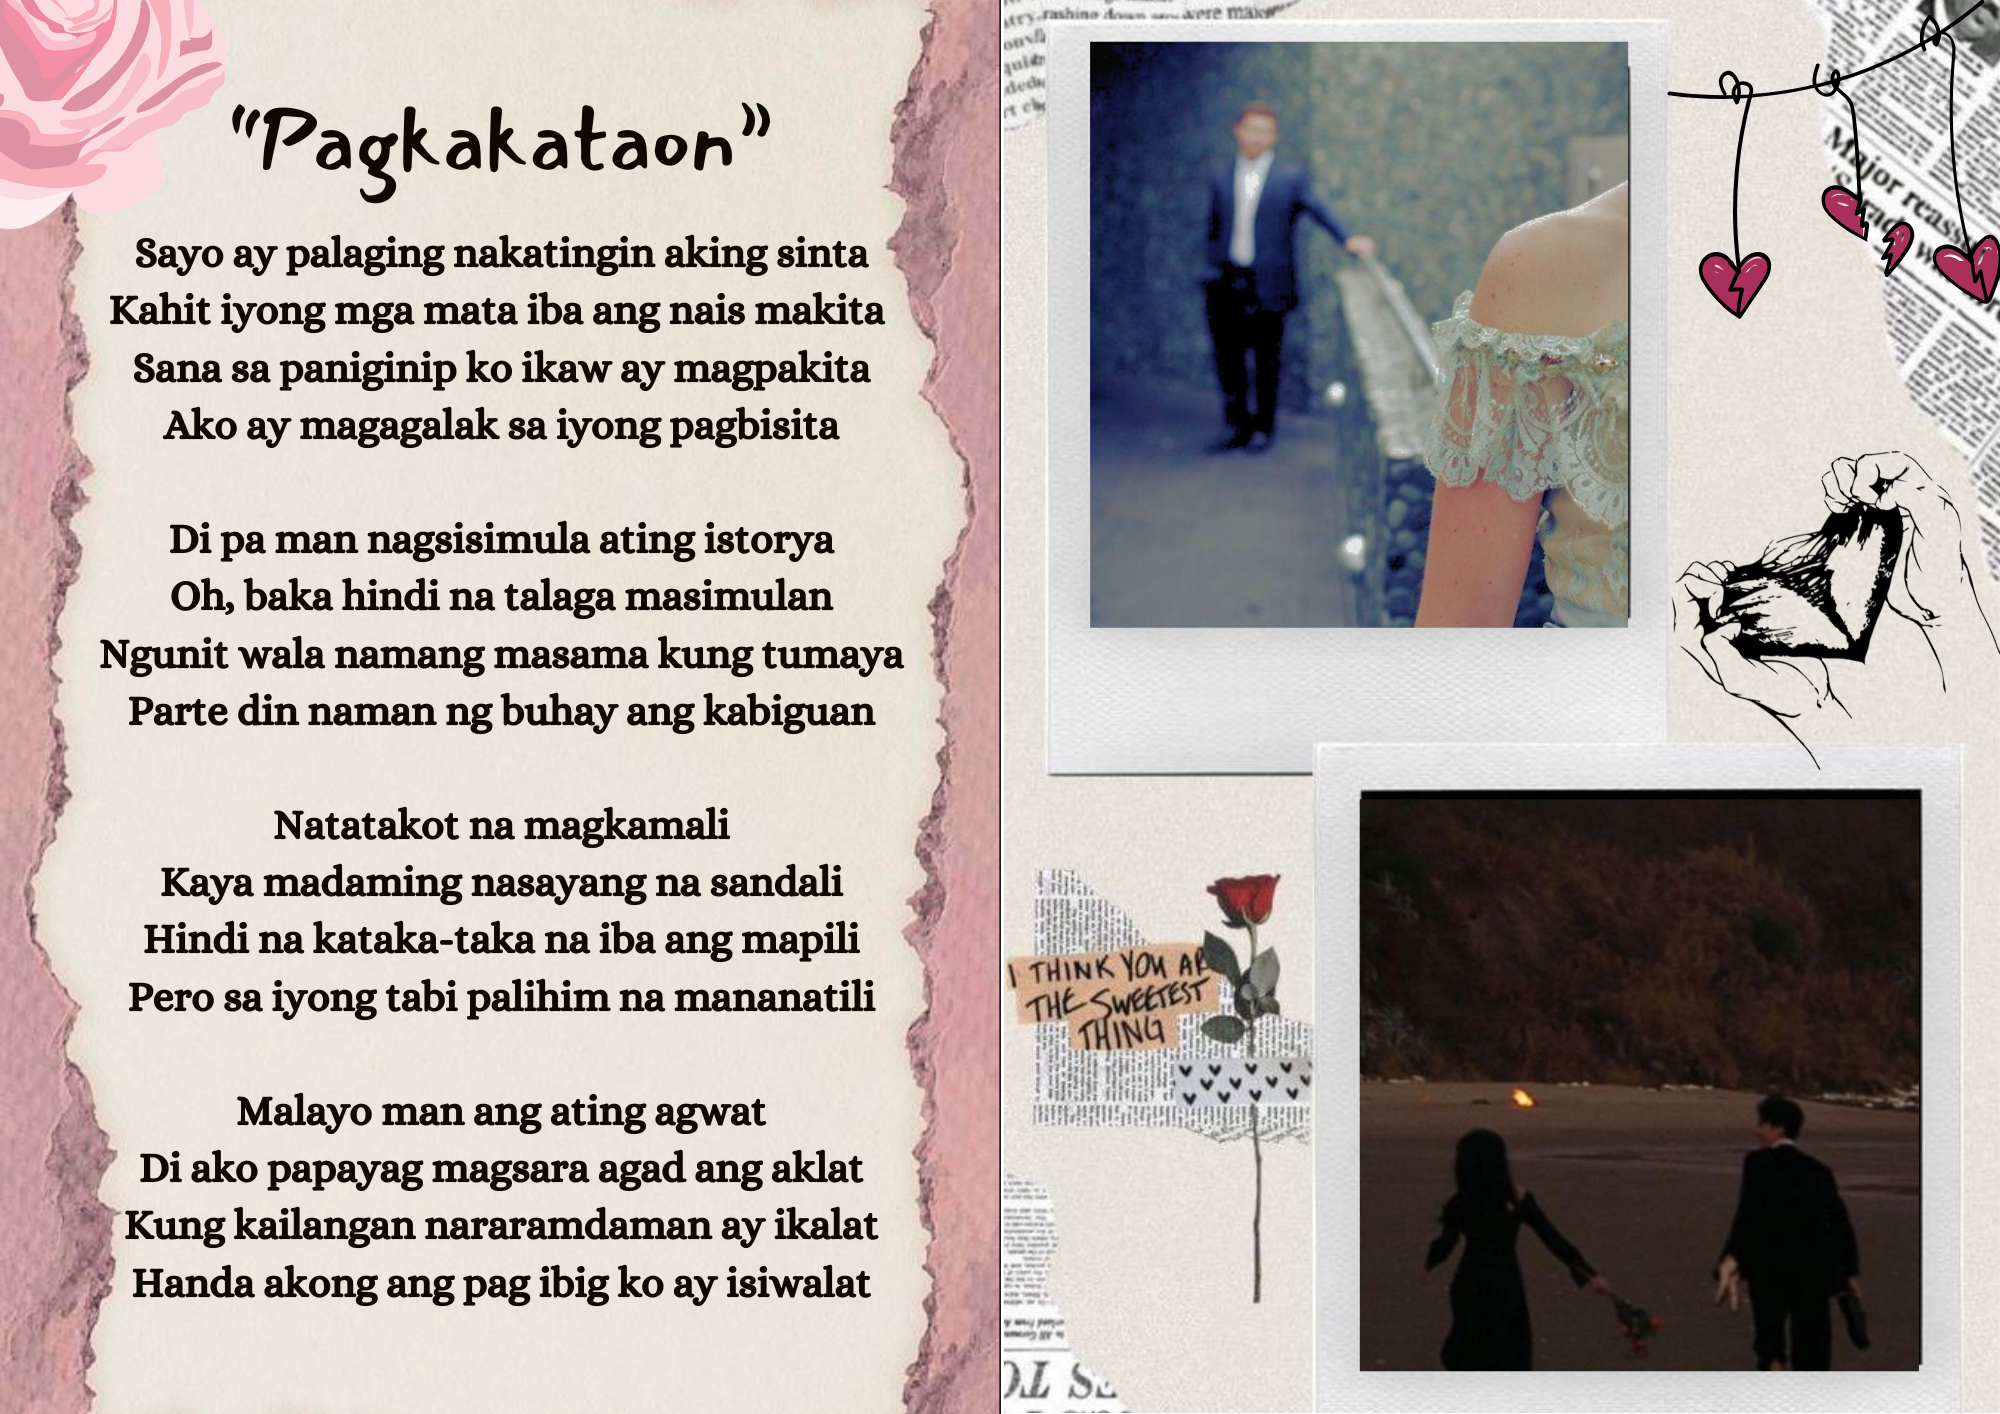 "Pagkakataon"
Sayo ay palaging nakatingin aking sinta
Kahit iyong mga mata iba ang nais makita
Sana sa paniginip ko ikaw ay magpakita
Ako ay magagalak sa iyong pagbisita
Di pa man nagsisimula ating istorya
Oh, baka hindi na talaga masimulan
Ngunit wala namang masama kung tumaya
Parte din naman ng buhay ang kabiguan
Natatakot na magkamali
Kaya madaming nasayang na sandali
Hindi na kataka-taka na iba ang mapili
Pero sa iyong tabi palihim na mananatili
Malayo man ang ating agwat
Di ako papayag magsara agad ang aklat
Kung kailangan nararamdaman ay ikalat
Handa akong ang pag ibig ko ay isiwalat
Major
I THINK YOU AR
THE SWEETEST
THING